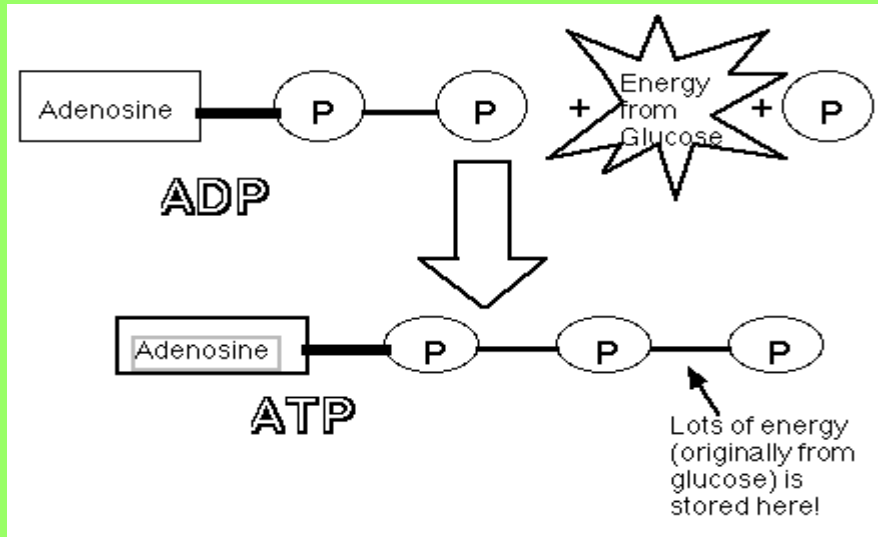 Adenosine
P
P
+
Energy
from
Glucose
+
P
ADP
Adenosine
P
P
P
ATP
Lots of energy
(originally from
glucose) is
stored here!